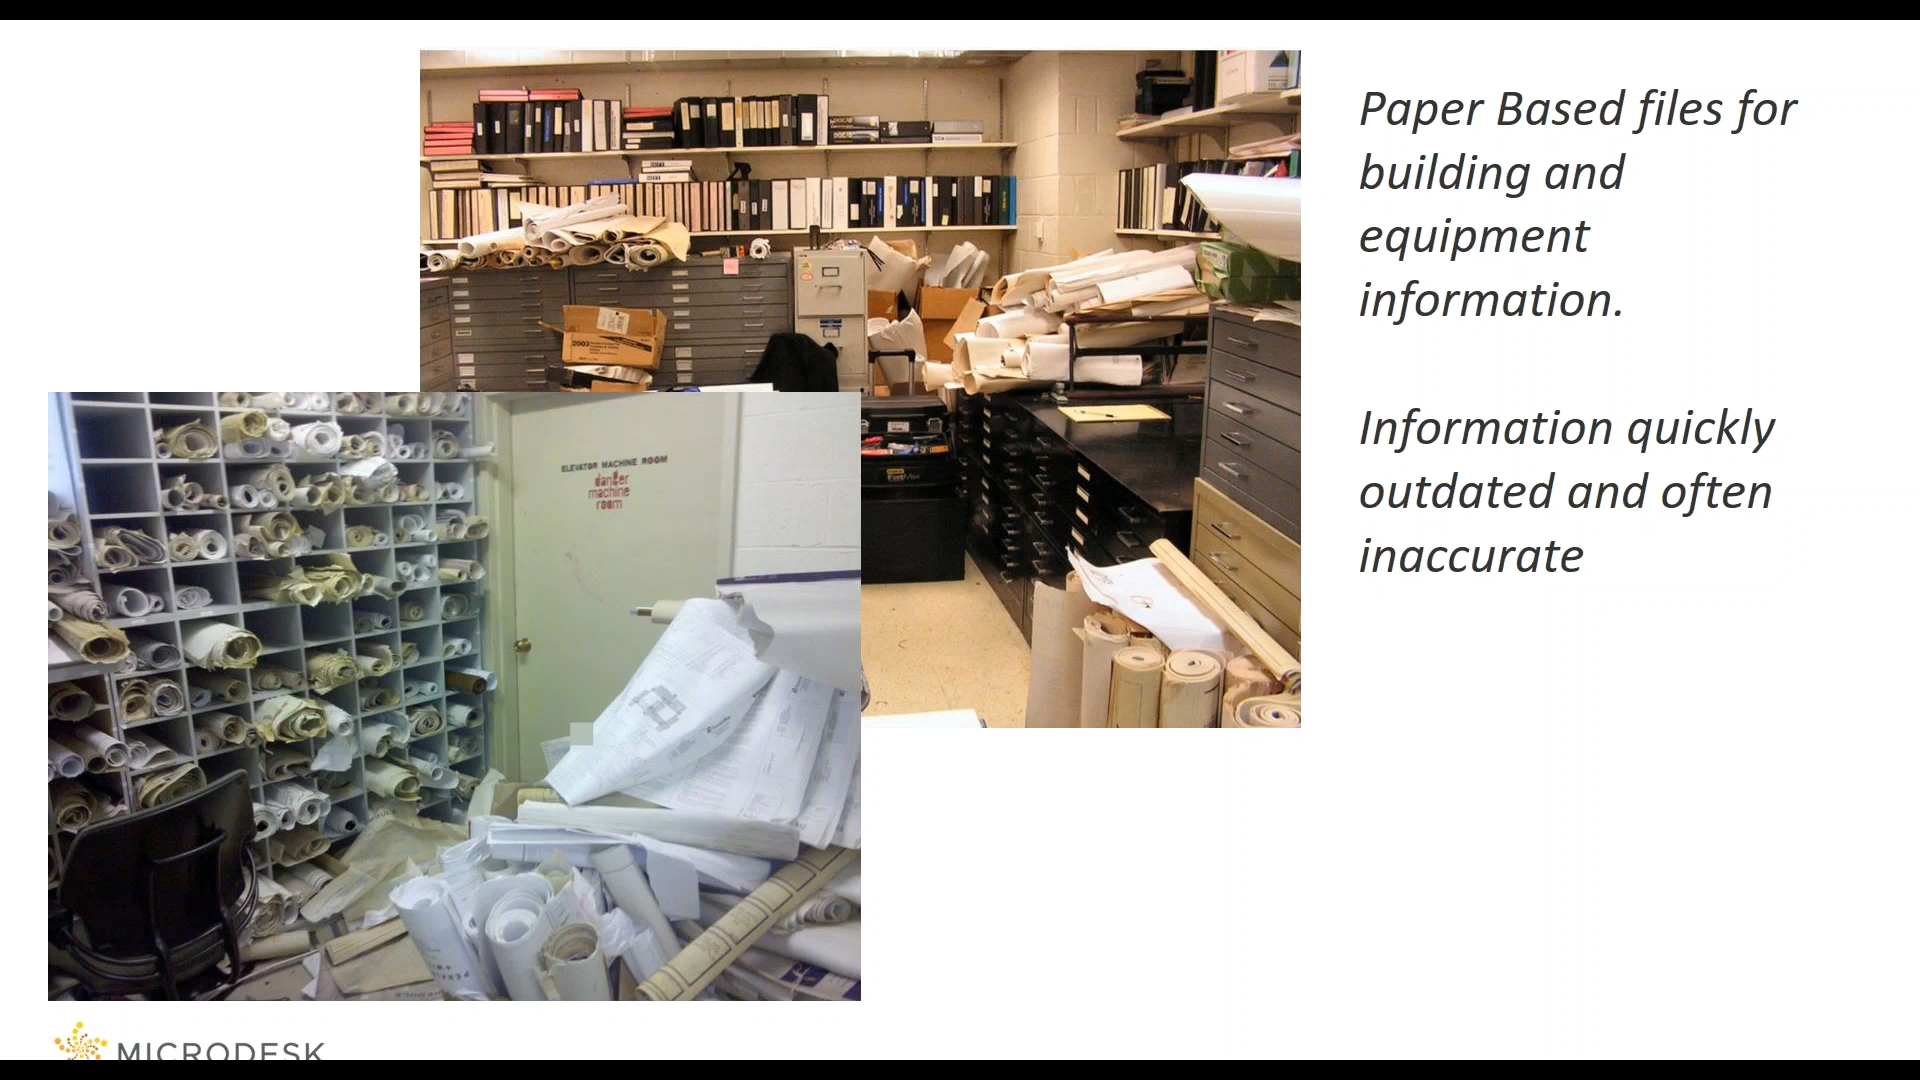 Paper Based files for
building and
equipment
information.
Information quickly
outdated and often
inaccurate
2003
ELEVATOR MACHINE ROOM
danger
machine
room
MICRODESK